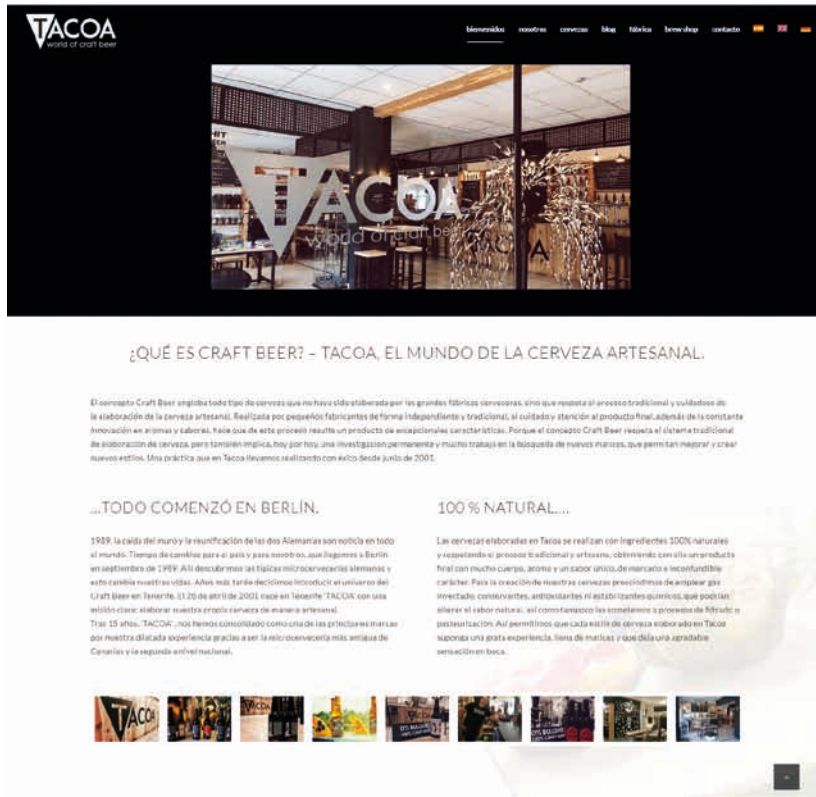 TACOA
world of craft beer
bienvenidos nosotros cervezas blog fábrica brew shop contacto
TACOA
world of craft beer
TACOA
¿QUÉ ES CRAFT BEER? – TACOA, EL MUNDO DE LA CERVEZA ARTESANAL.
El concepto Craft Beer engloba todo tipo de cerveza que no haya sido elaborada por las grandes fábricas cerveceras, sino que respeta el proceso tradicional y cuidadoso de
la elaboración de la cerveza artesanal. Realizada por pequeños fabricantes de forma independiente y tradicional, el cuidado y atención al producto final, además de la constante
innovación en aromas y sabores, hace que de este proceso resulte un producto de excepcionales características. Porque el concepto Craft Beer respeta el sistema tradicional
de elaboración de cerveza, pero también implica, hoy por hoy, una investigación permanente y mucho trabajo en la búsqueda de nuevos matices, que permitan mejorar y crear
nuevos estilos. Una práctica que en Tacoa llevamos realizando con éxito desde junio de 2001.
...TODO COMENZÓ EN BERLÍN.
1989, la caída del muro y la reunificación de las dos Alemanias son noticia en todo
el mundo. Tiempo de cambios para el país y para nosotros, que llegamos a Berlín
en septiembre de 1989. Allí descubrimos las típicas microcervecerías alemanas y
esto cambia nuestras vidas. Años más tarde decidimos introducir el universo del
Craft Beer en Tenerife. El 20 de abril de 2001 nace en Tenerife 'TACOA' con una
misión clara: elaborar nuestra propia cerveza de manera artesanal.
Tras 15 años, 'TACOA', nos hemos consolidado como una de las principales marcas
por nuestra dilatada experiencia gracias a ser la microcervecería más antigua de
Canarias y la segunda a nivel nacional.
100 % NATURAL....
Las cervezas elaboradas en Tacoa se realizan con ingredientes 100% naturales
y respetando el proceso tradicional y artesano, obteniendo con ello un producto
final con mucho cuerpo, aroma y un sabor único, de marcado e inconfundible
carácter. Para la creación de nuestras cervezas prescindimos de emplear gas
inyectado, conservantes, antioxidantes ni estabilizantes químicos, que podrían
alterar el sabor natural, así como tampoco las sometemos a procesos de filtrado o
pasteurización. Así permitimos que cada estilo de cerveza elaborado en Tacoa
suponga una grata experiencia, llena de matices y que deja una agradable
sensación en boca.
TACOA
TACOA